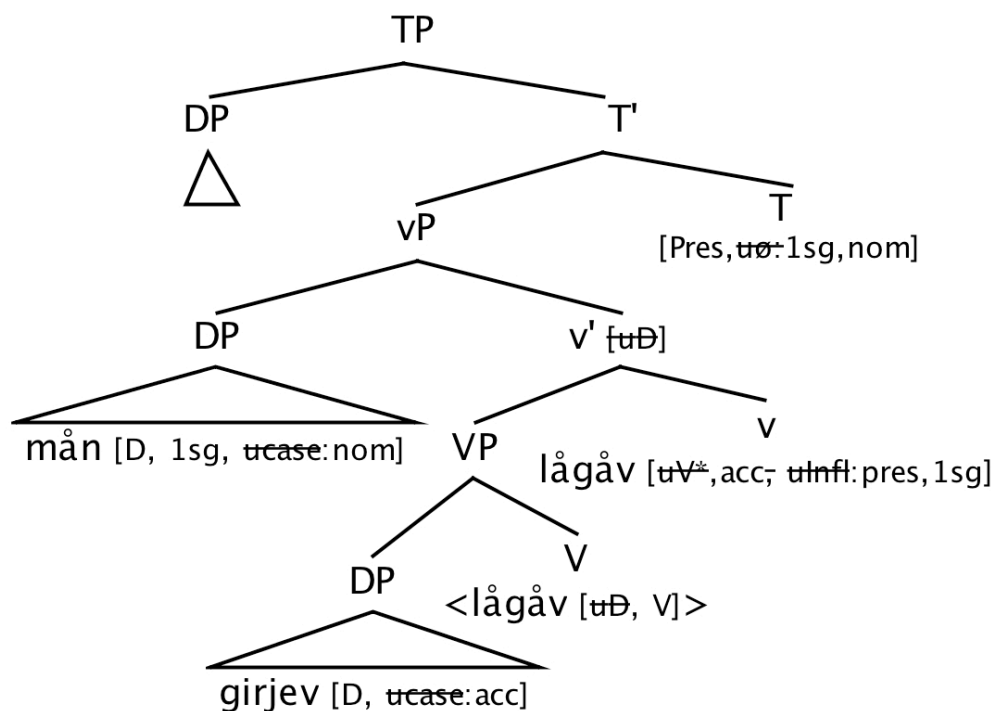 TP
DP T'
vP T
[Pres, uø: 1sg, nom]
DP v' [uD]
mån [D, 1sg, ucase: nom] VP v
lågåv [uV*, acc, uInfl: pres, 1sg]
DP V
<lågåv [uD, V]>
girjev [D, ucase: acc]